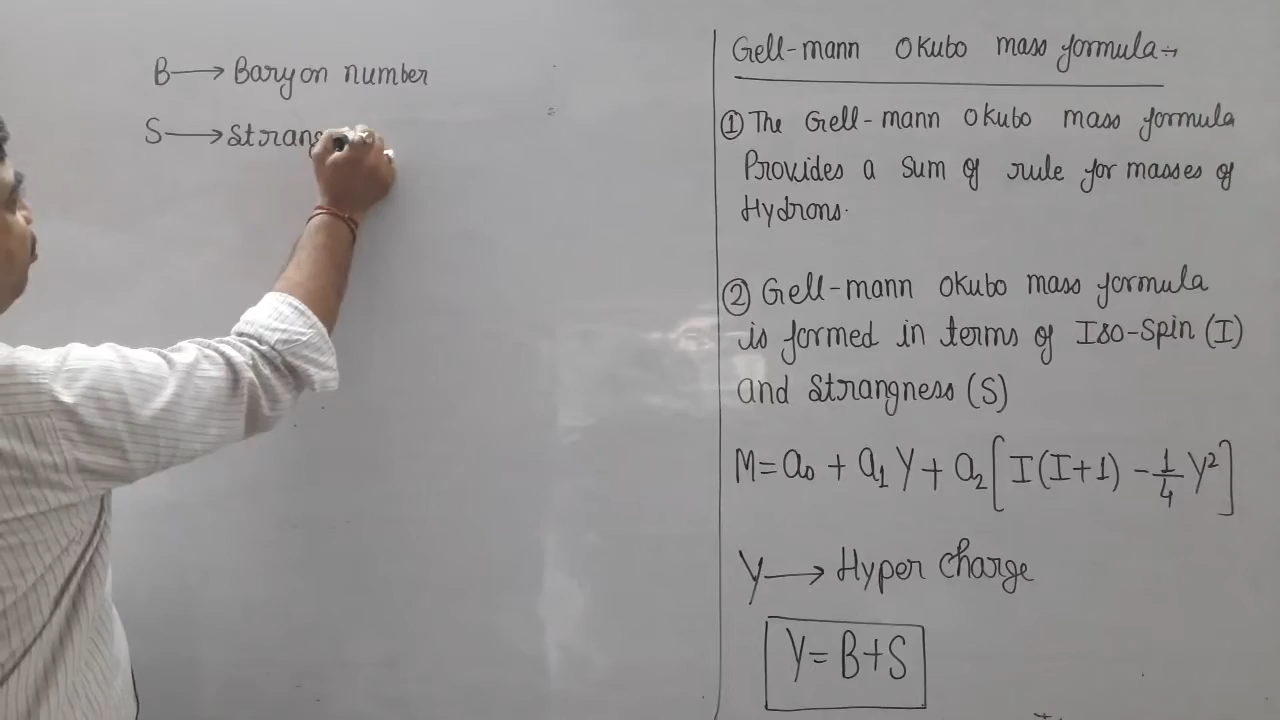 B → Baryon number
S → Strang
Gell-mann Okubo mass formula →
① The Gell-mann Okubo mass formula
Provides a sum of rule for masses of
Hydrons.
② Gell-mann Okubo mass formula
is formed in terms of Iso-spin (I)
and Strangness (S)
M = a₀ + a₁ Y + a₂ [ I(I+1) - 1/4 Y² ]
Y → Hyper charge
Y = B + S